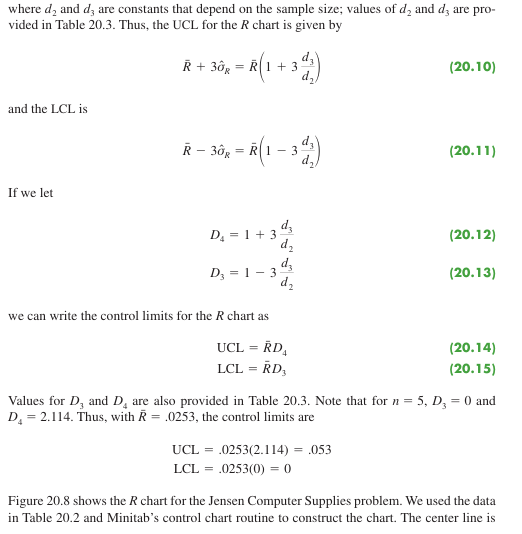 where d₂ and d₃ are constants that depend on the sample size; values of d₂ and d₃ are pro-
vided in Table 20.3. Thus, the UCL for the R chart is given by
R̄ + 3σ̂_R = R̄(1 + 3 d₃/d₂) (20.10)
and the LCL is
R̄ − 3σ̂_R = R̄(1 − 3 d₃/d₂) (20.11)
If we let
D₄ = 1 + 3 d₃/d₂ (20.12)
D₃ = 1 − 3 d₃/d₂ (20.13)
we can write the control limits for the R chart as
UCL = R̄D₄ (20.14)
LCL = R̄D₃ (20.15)
Values for D₃ and D₄ are also provided in Table 20.3. Note that for n = 5, D₃ = 0 and
D₄ = 2.114. Thus, with R̄ = .0253, the control limits are
UCL = .0253(2.114) = .053
LCL = .0253(0) = 0
Figure 20.8 shows the R chart for the Jensen Computer Supplies problem. We used the data
in Table 20.2 and Minitab's control chart routine to construct the chart. The center line is